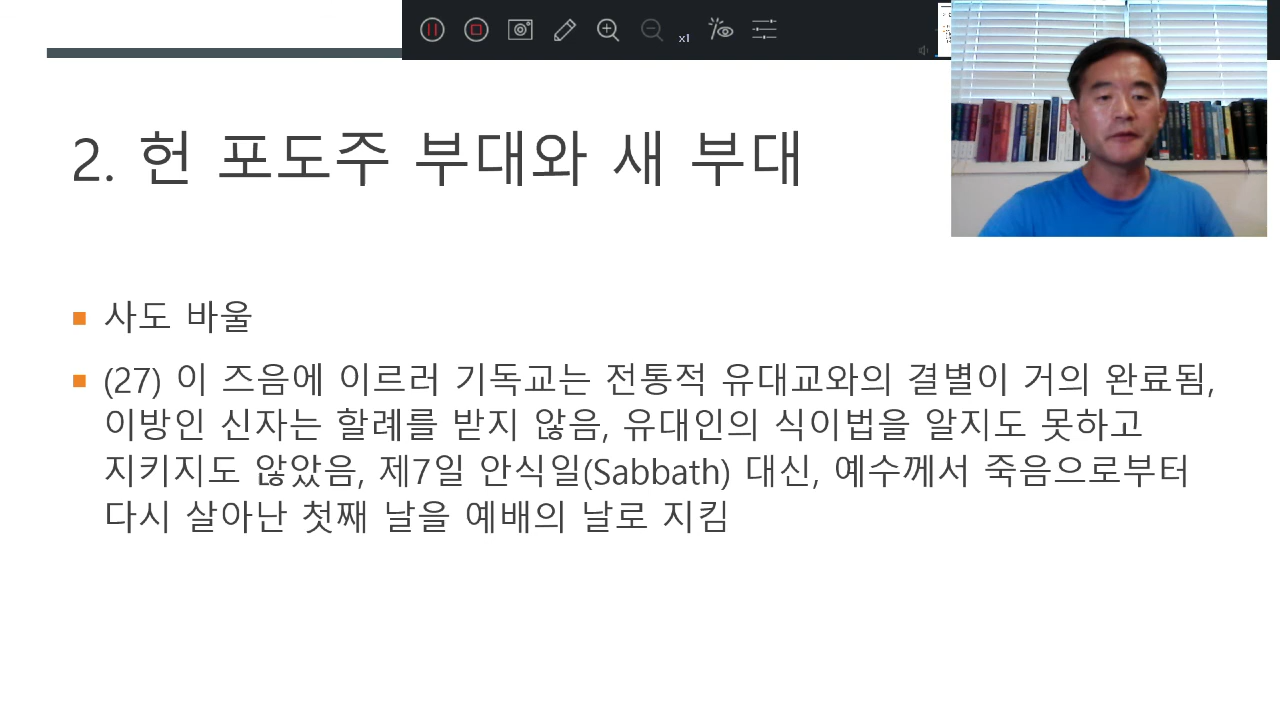 x1
2. 헌 포도주 부대와 새 부대
사도 바울
(27) 이 즈음에 이르러 기독교는 전통적 유대교와의 결별이 거의 완료됨,
이방인 신자는 할례를 받지 않음, 유대인의 식이법을 알지도 못하고
지키지도 않았음, 제7일 안식일(Sabbath) 대신, 예수께서 죽음으로부터
다시 살아난 첫째 날을 예배의 날로 지킴